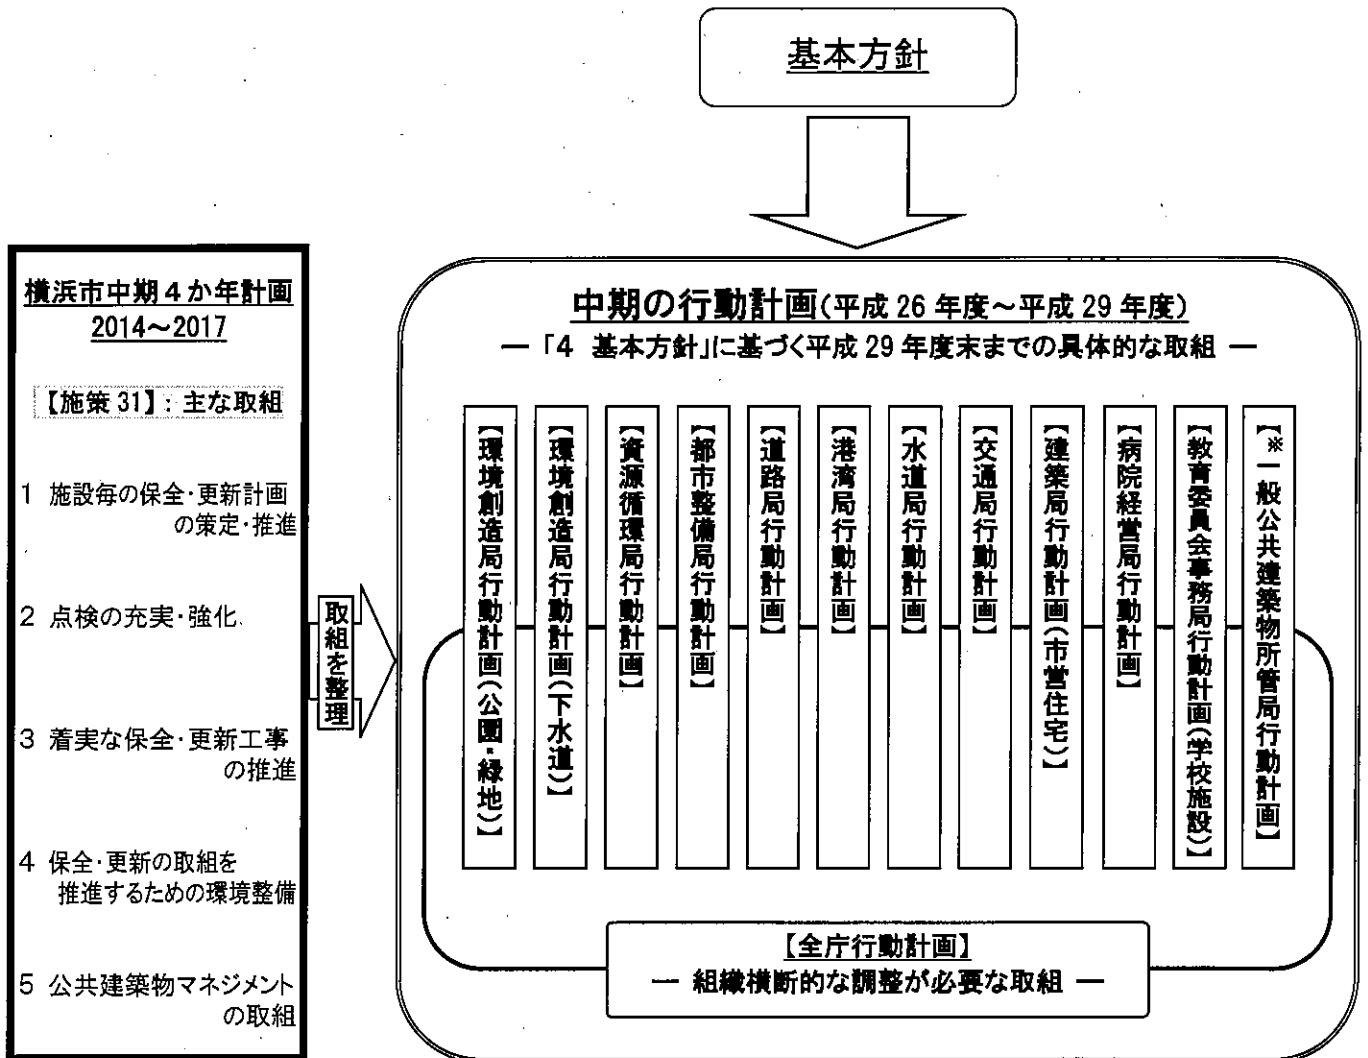 基本方針
横浜市中期4か年計画
2014～2017
【施策 31】：主な取組
1 施設毎の保全・更新計画
の策定・推進
2 点検の充実・強化
3 着実な保全・更新工事
の推進
4 保全・更新の取組を
推進するための環境整備
5 公共建築物マネジメント
の取組
取組を整理
中期の行動計画(平成 26 年度～平成 29 年度)
― 「4 基本方針」に基づく平成 29 年度末までの具体的な取組 ―
【環境創造局行動計画(公園・緑地)】
【環境創造局行動計画(下水道)】
【資源循環局行動計画】
【都市整備局行動計画】
【道路局行動計画】
【港湾局行動計画】
【水道局行動計画】
【交通局行動計画】
【建築局行動計画(市営住宅)】
【病院経営局行動計画】
【教育委員会事務局行動計画(学校施設)】
【※一般公共建築物所管局行動計画】
【全庁行動計画】
― 組織横断的な調整が必要な取組 ―